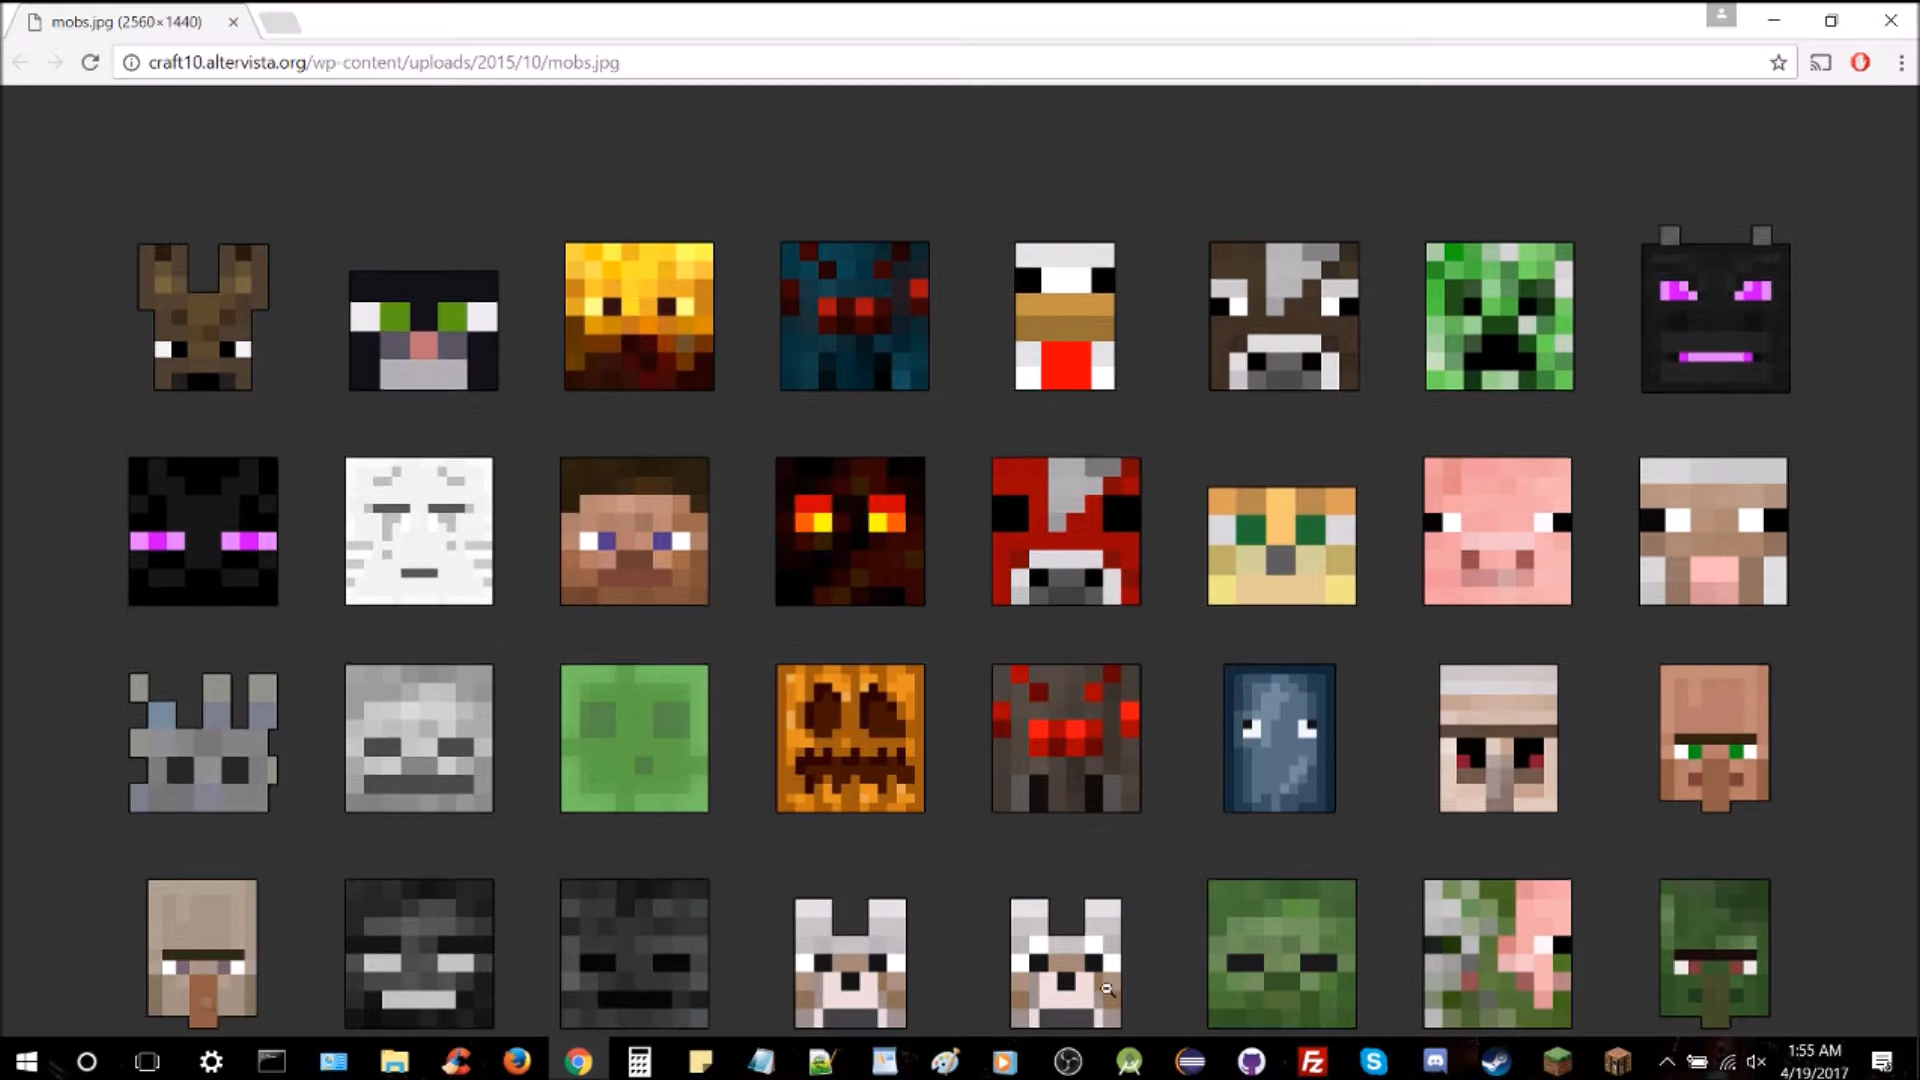 mobs.jpg (2560×1440)
craft10.altervista.org/wp-content/uploads/2015/10/mobs.jpg
Fz
1:55 AM
4/19/2017